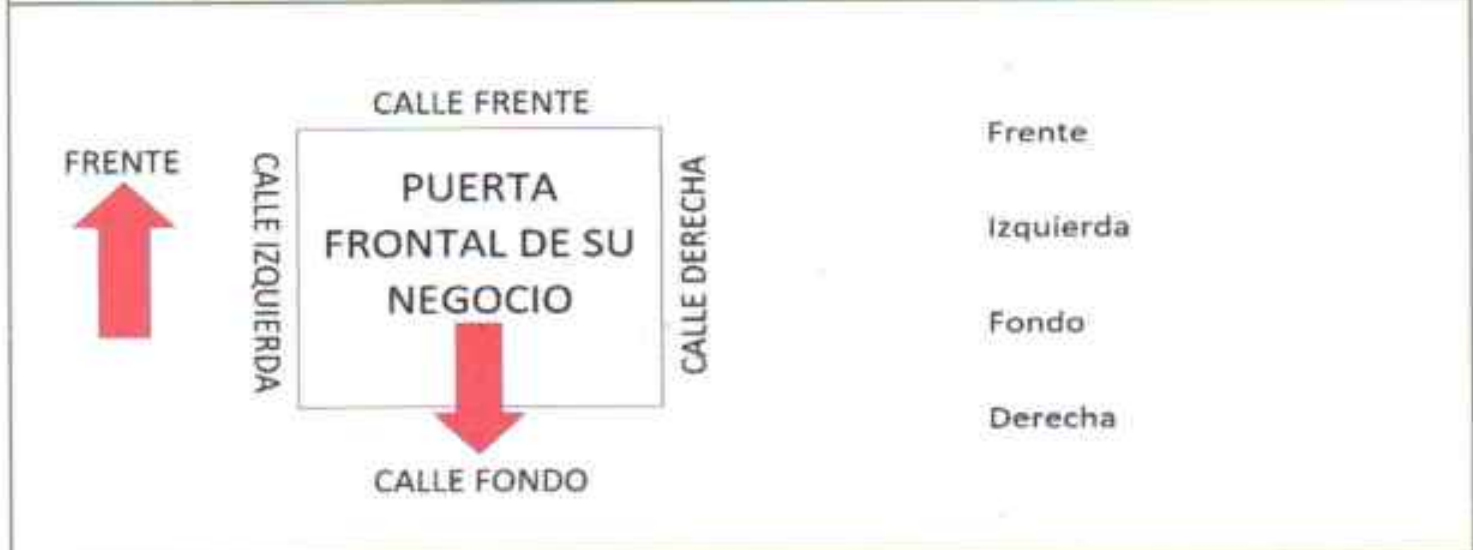 CALLE FRENTE
FRENTE
CALLE IZQUIERDA
PUERTA
FRONTAL DE SU
NEGOCIO
CALLE DERECHA
CALLE FONDO
Frente
Izquierda
Fondo
Derecha